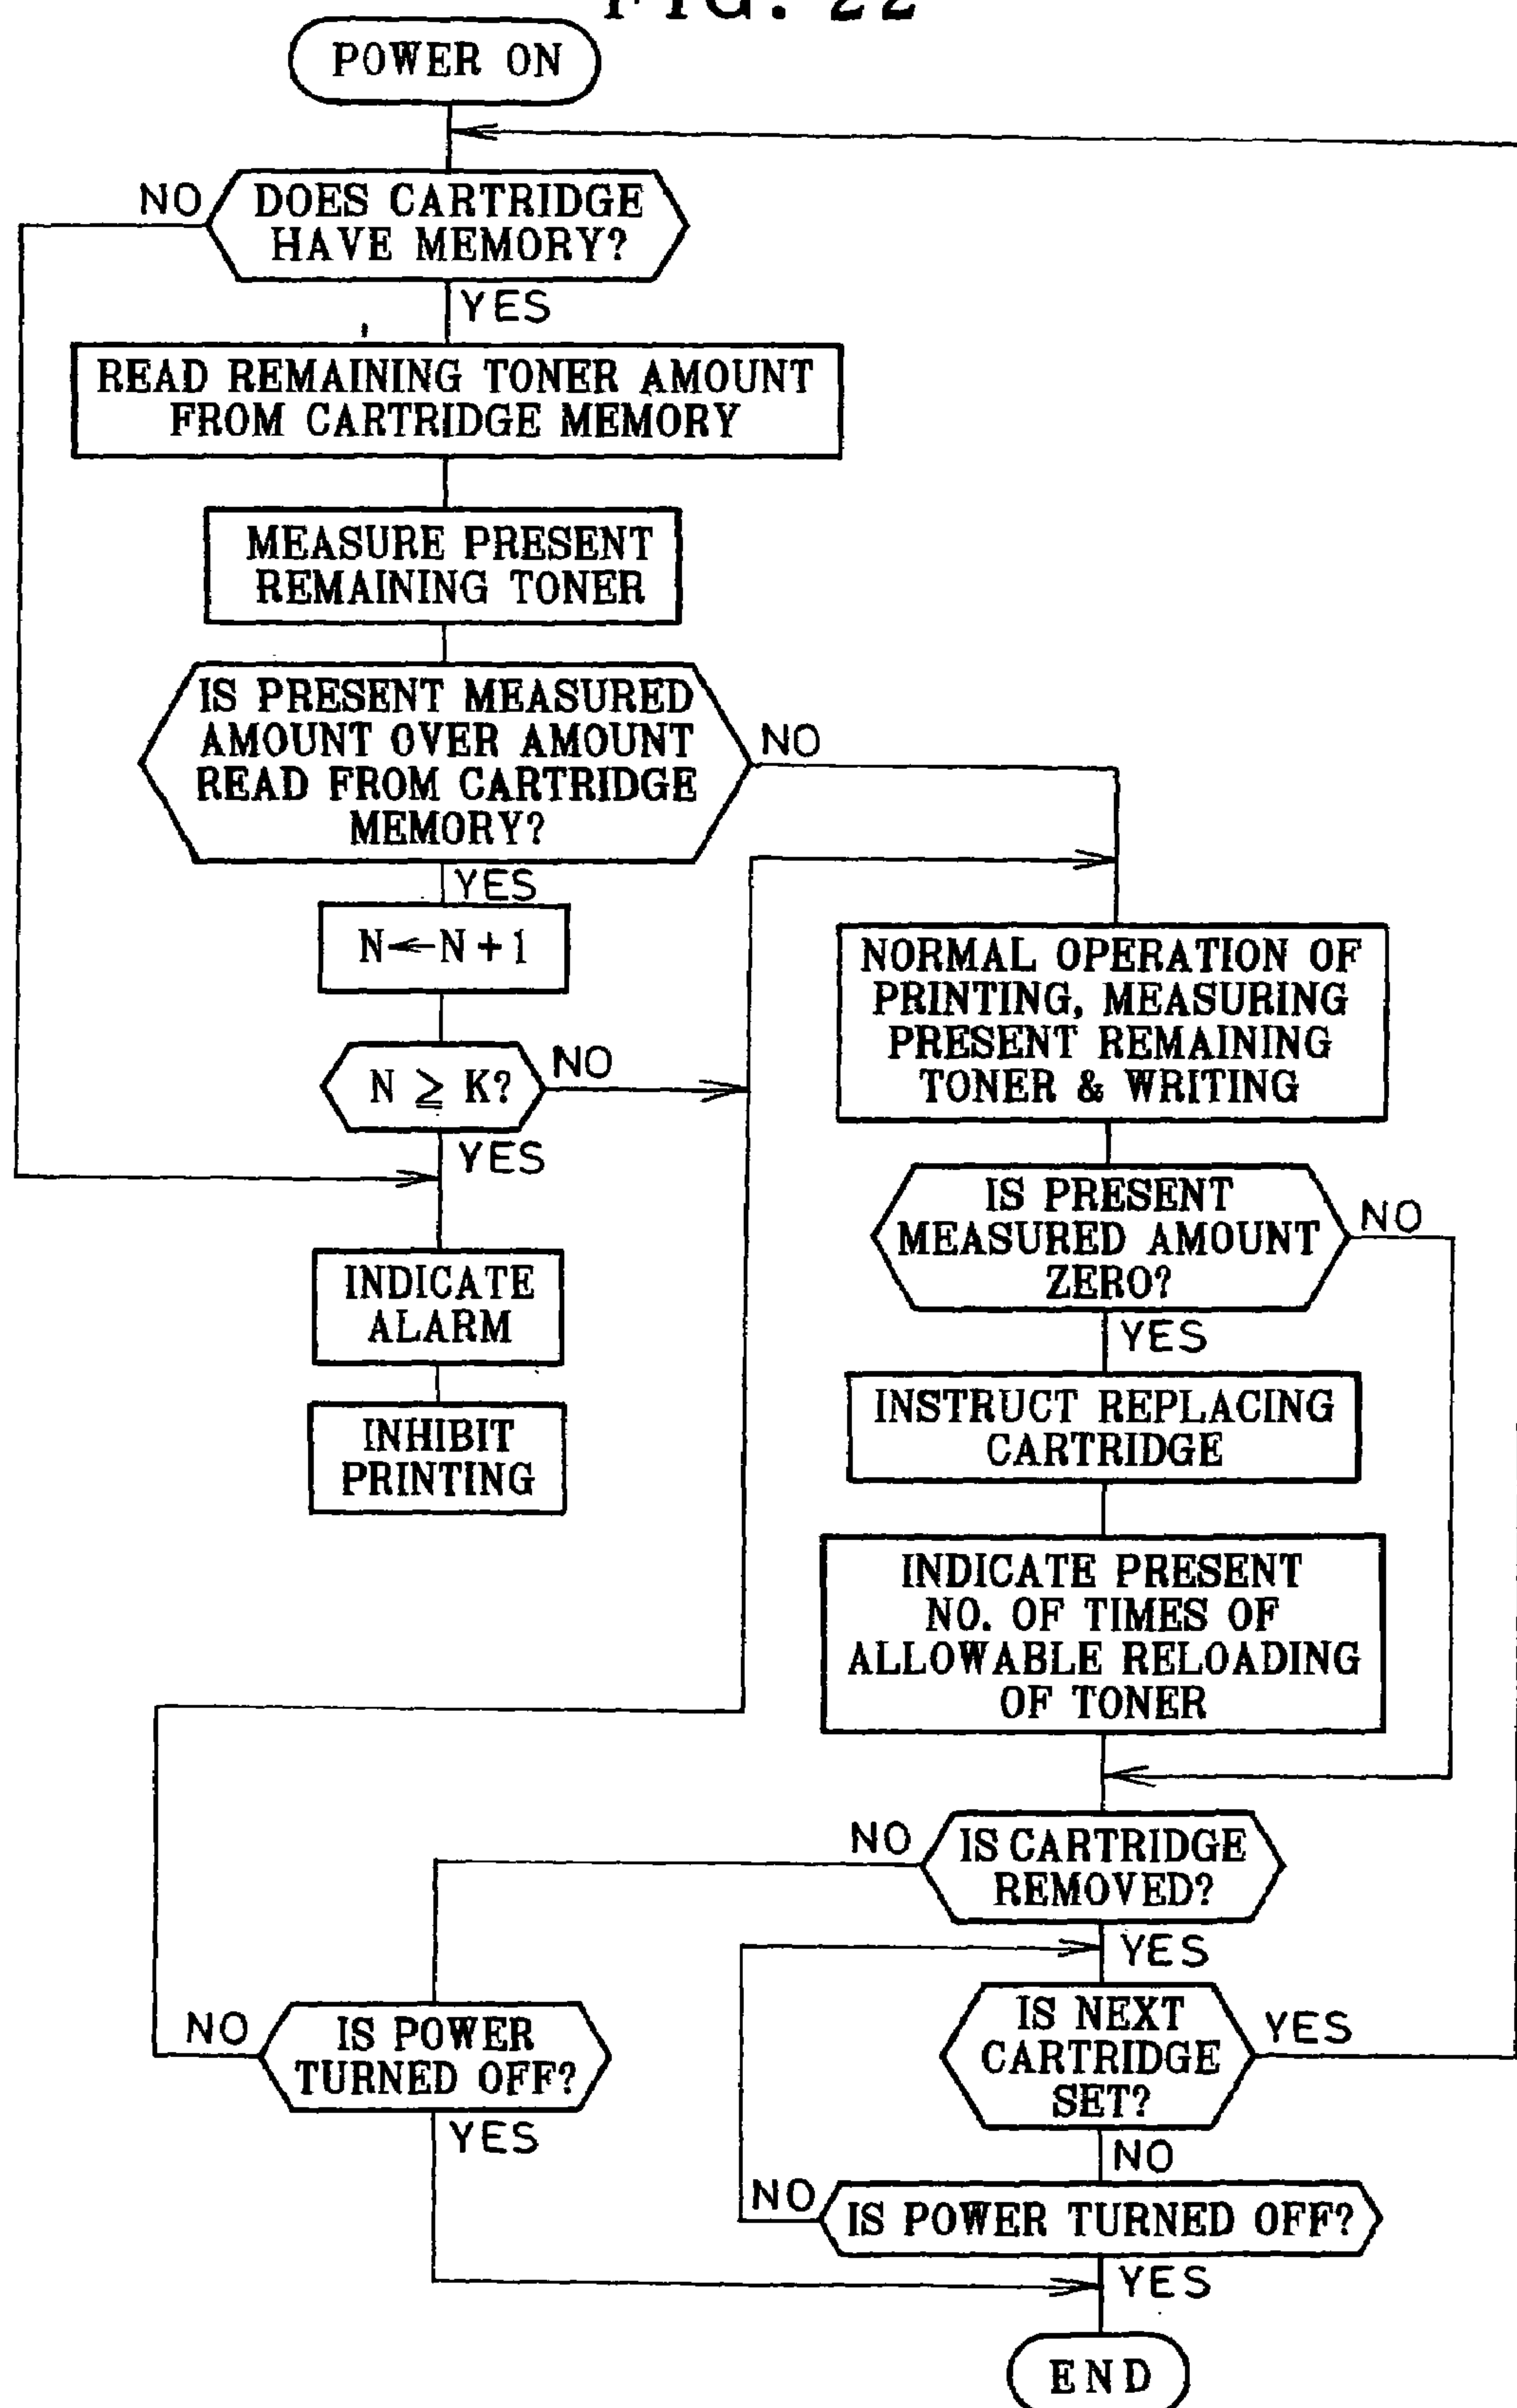 FIG. 22
POWER ON
NO
DOES CARTRIDGE
HAVE MEMORY?
YES
READ REMAINING TONER AMOUNT
FROM CARTRIDGE MEMORY
MEASURE PRESENT
REMAINING TONER
IS PRESENT MEASURED
AMOUNT OVER AMOUNT
READ FROM CARTRIDGE
MEMORY?
NO
YES
N←N+1
N ≧ K?
NO
YES
INDICATE
ALARM
INHIBIT
PRINTING
NORMAL OPERATION OF
PRINTING, MEASURING
PRESENT REMAINING
TONER & WRITING
IS PRESENT
MEASURED AMOUNT
ZERO?
NO
YES
INSTRUCT REPLACING
CARTRIDGE
INDICATE PRESENT
NO. OF TIMES OF
ALLOWABLE RELOADING
OF TONER
NO
IS CARTRIDGE
REMOVED?
YES
NO
IS POWER
TURNED OFF?
YES
IS NEXT
CARTRIDGE
SET?
YES
NO
NO
IS POWER TURNED OFF?
YES
END